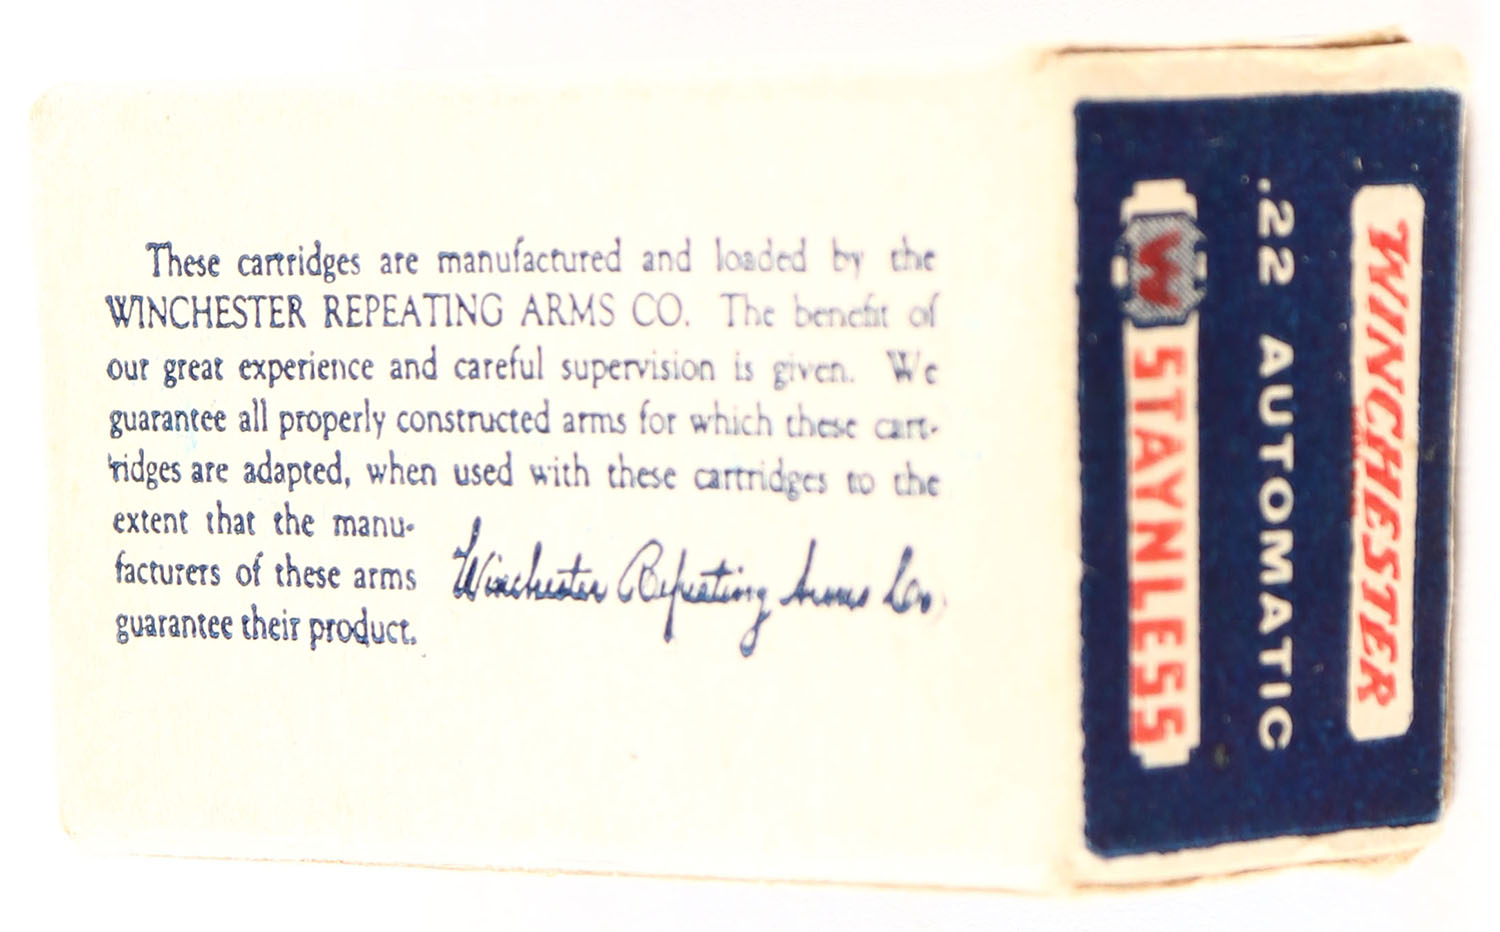 These cartridges are manufactured and loaded by the
WINCHESTER REPEATING ARMS CO. The benefit of
our great experience and careful supervision is given. We
guarantee all properly constructed arms for which these cart-
ridges are adapted, when used with these cartridges to the
extent that the manu-
facturers of these arms
guarantee their product.
Winchester Repeating Arms Co.
WINCHESTER
.22 AUTOMATIC
W
STAYNLESS